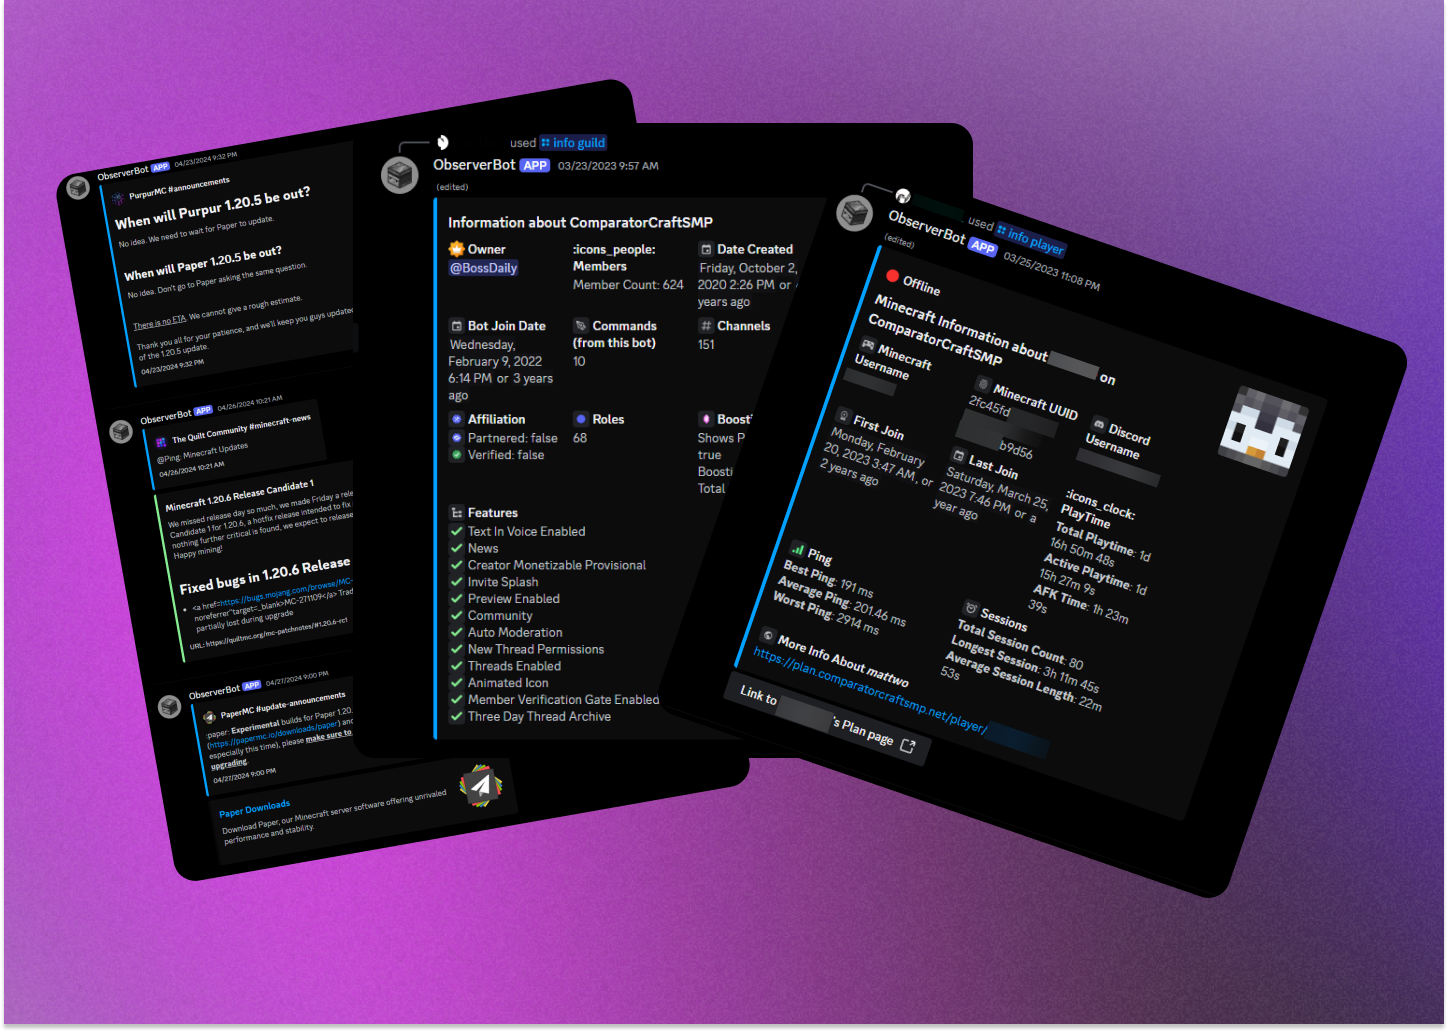 ObserverBot APP 04/23/2024 9:32 PM
PurpurMC #announcements
When will Purpur 1.20.5 be out?
No idea. We need to wait for Paper to update.
When will Paper 1.20.5 be out?
No idea. Don't go to Paper asking the same question.
There is no ETA. We cannot give a rough estimate.
Thank you all for your patience, and we'll keep you guys updated
of the 1.20.5 update.
04/23/2024 9:32 PM
ObserverBot APP 04/26/2024 10:21 AM
The Quilt Community #minecraft-news
@Ping: Minecraft Updates
04/26/2024 10:21 AM
Minecraft 1.20.6 Release Candidate 1
We missed release day so much, we made Friday a rele
Candidate 1 for 1.20.6, a hotfix release intended to fix
nothing further critical is found, we expect to release
Happy mining!
Fixed bugs in 1.20.6 Release
<a href=https://bugs.mojang.com/browse/MC-
noreferrer"target=_blank>MC-271109</a> Trad
partially lost during upgrade
URL: https://quiltmc.org/mc-patchnotes/#1.20.6-rc1
ObserverBot APP 04/27/2024 9:00 PM
PaperMC #update-announcements
:paper: Experimental builds for Paper 1.20.
(https://papermc.io/downloads/paper) and
especially this time), please make sure to
upgrading.
04/27/2024 9:00 PM
Paper Downloads
Download Paper, our Minecraft server software offering unrivaled
performance and stability.
used info guild
ObserverBot APP 03/23/2023 9:57 AM
(edited)
Information about ComparatorCraftSMP
Owner
@BossDaily
:icons_people:
Members
Member Count: 624
Date Created
Friday, October 2,
2020 2:26 PM or
years ago
Bot Join Date
Wednesday,
February 9, 2022
6:14 PM or 3 years
ago
Commands
(from this bot)
10
Channels
151
Affiliation
Partnered: false
Verified: false
Roles
68
Boosti
Shows P
true
Boosti
Total
Features
Text In Voice Enabled
News
Creator Monetizable Provisional
Invite Splash
Preview Enabled
Community
Auto Moderation
New Thread Permissions
Threads Enabled
Animated Icon
Member Verification Gate Enabled
Three Day Thread Archive
used info player
ObserverBot APP 03/25/2023 11:08 PM
(edited)
Offline
Minecraft Information about on
ComparatorCraftSMP
Minecraft
Username
Minecraft UUID
2fc45fd
b9d56
Discord
Username
First Join
Monday, February
20, 2023 3:47 AM, or
2 years ago
Last Join
Saturday, March 25,
2023 7:46 PM or a
year ago
:icons_clock:
PlayTime
Total Playtime: 1d
16h 50m 48s
Active Playtime: 1d
15h 27m 9s
AFK Time: 1h 23m
39s
Ping
Best Ping: 191 ms
Average Ping: 201.46 ms
Worst Ping: 2914 ms
Sessions
Total Session Count: 80
Longest Session: 3h 11m 45s
Average Session Length: 22m
53s
More Info About mattwo
https://plan.comparatorcraftsmp.net/player/
Link to 's Plan page